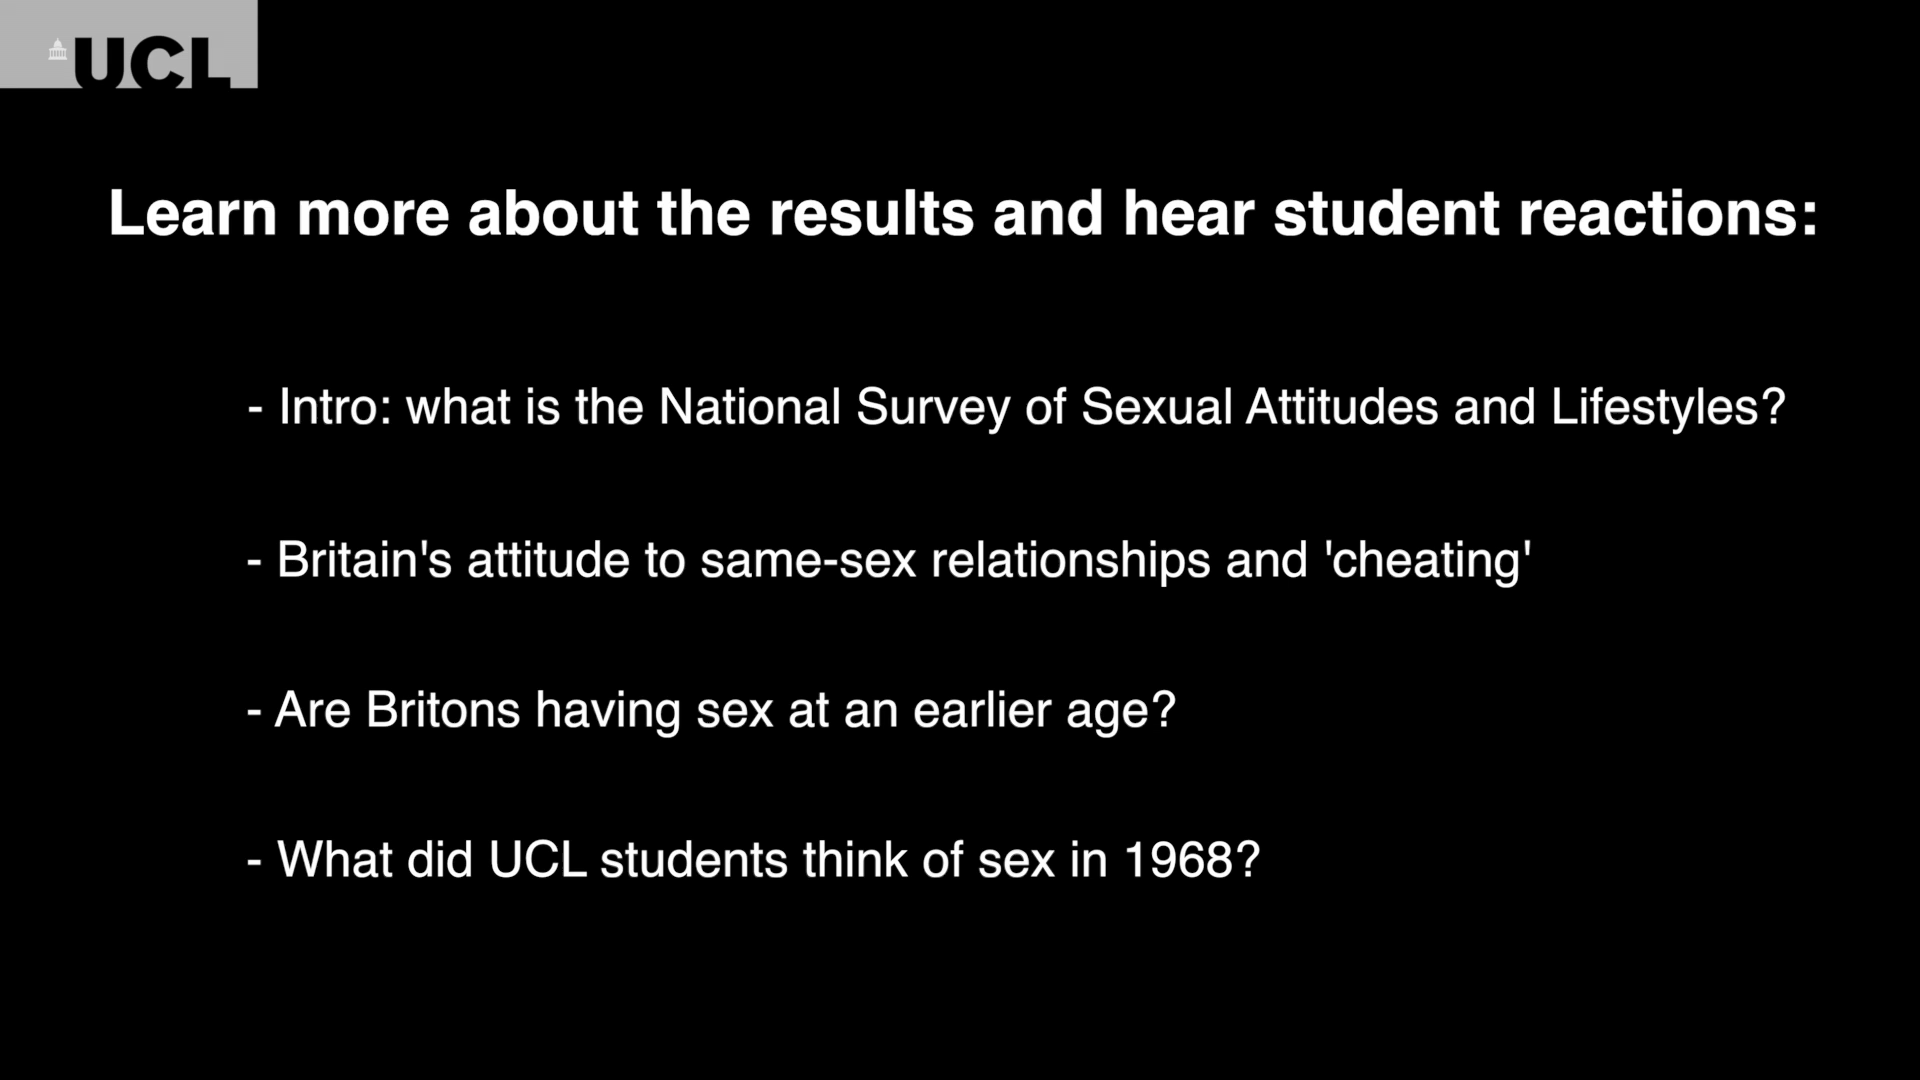 UCL
Learn more about the results and hear student reactions:
- Intro: what is the National Survey of Sexual Attitudes and Lifestyles?
- Britain's attitude to same-sex relationships and 'cheating'
- Are Britons having sex at an earlier age?
- What did UCL students think of sex in 1968?